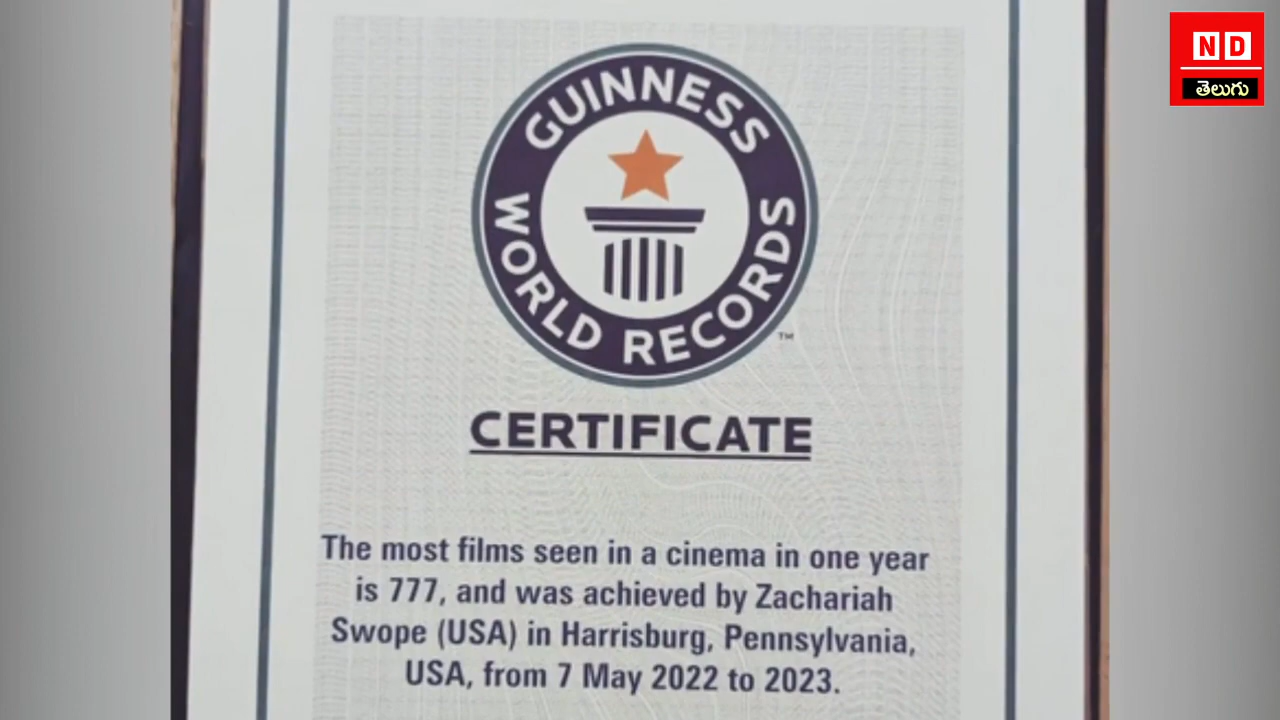 ND
తెలుగు
GUINNESS
WORLD RECORDS
™
CERTIFICATE
The most films seen in a cinema in one year
is 777, and was achieved by Zachariah
Swope (USA) in Harrisburg, Pennsylvania,
USA, from 7 May 2022 to 2023.